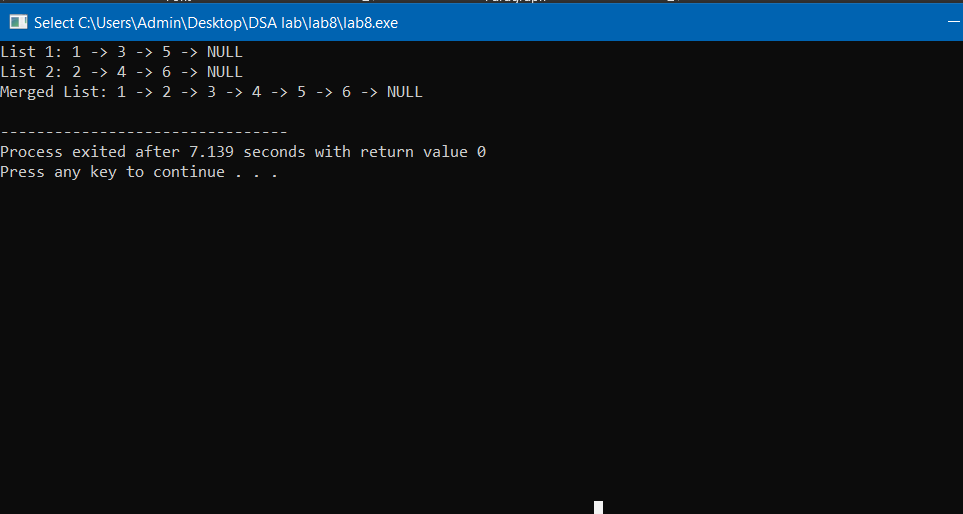 Select C:\Users\Admin\Desktop\DSA lab\lab8\lab8.exe
List 1: 1 -> 3 -> 5 -> NULL
List 2: 2 -> 4 -> 6 -> NULL
Merged List: 1 -> 2 -> 3 -> 4 -> 5 -> 6 -> NULL
--------------------------------
Process exited after 7.139 seconds with return value 0
Press any key to continue . . .